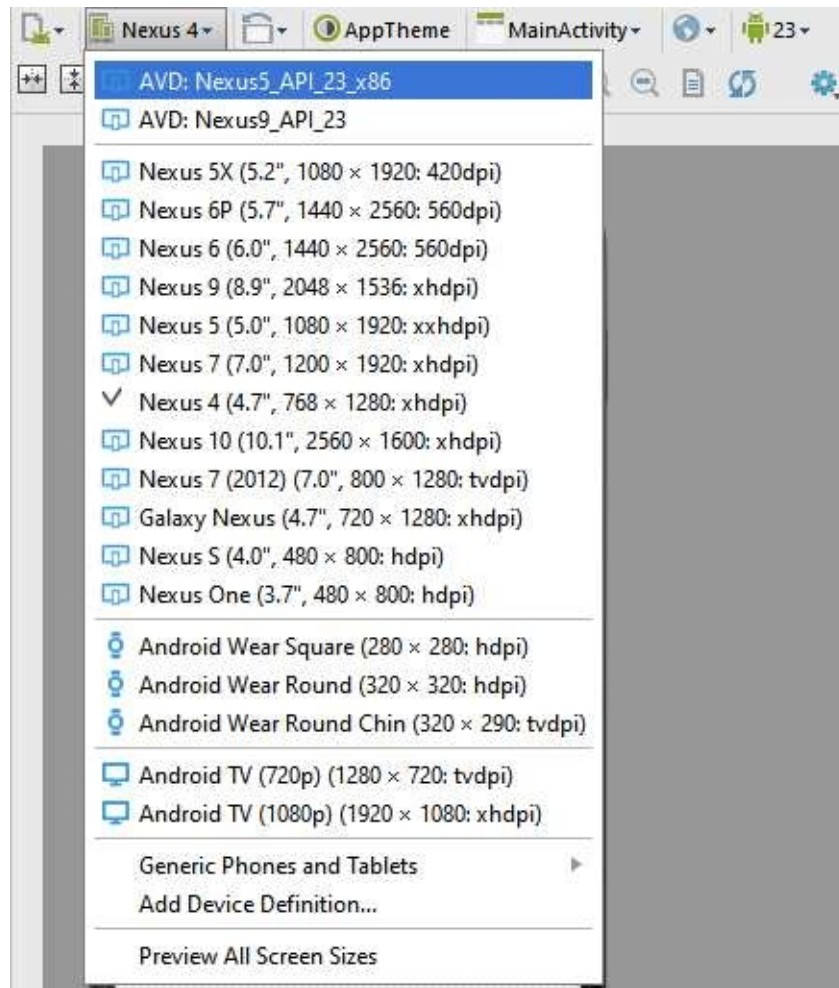 Nexus 4 AppTheme MainActivity 23
AVD: Nexus5_API_23_x86
AVD: Nexus9_API_23
Nexus 5X (5.2", 1080 × 1920: 420dpi)
Nexus 6P (5.7", 1440 × 2560: 560dpi)
Nexus 6 (6.0", 1440 × 2560: 560dpi)
Nexus 9 (8.9", 2048 × 1536: xhdpi)
Nexus 5 (5.0", 1080 × 1920: xxhdpi)
Nexus 7 (7.0", 1200 × 1920: xhdpi)
Nexus 4 (4.7", 768 × 1280: xhdpi)
Nexus 10 (10.1", 2560 × 1600: xhdpi)
Nexus 7 (2012) (7.0", 800 × 1280: tvdpi)
Galaxy Nexus (4.7", 720 × 1280: xhdpi)
Nexus S (4.0", 480 × 800: hdpi)
Nexus One (3.7", 480 × 800: hdpi)
Android Wear Square (280 × 280: hdpi)
Android Wear Round (320 × 320: hdpi)
Android Wear Round Chin (320 × 290: tvdpi)
Android TV (720p) (1280 × 720: tvdpi)
Android TV (1080p) (1920 × 1080: xhdpi)
Generic Phones and Tablets
Add Device Definition...
Preview All Screen Sizes